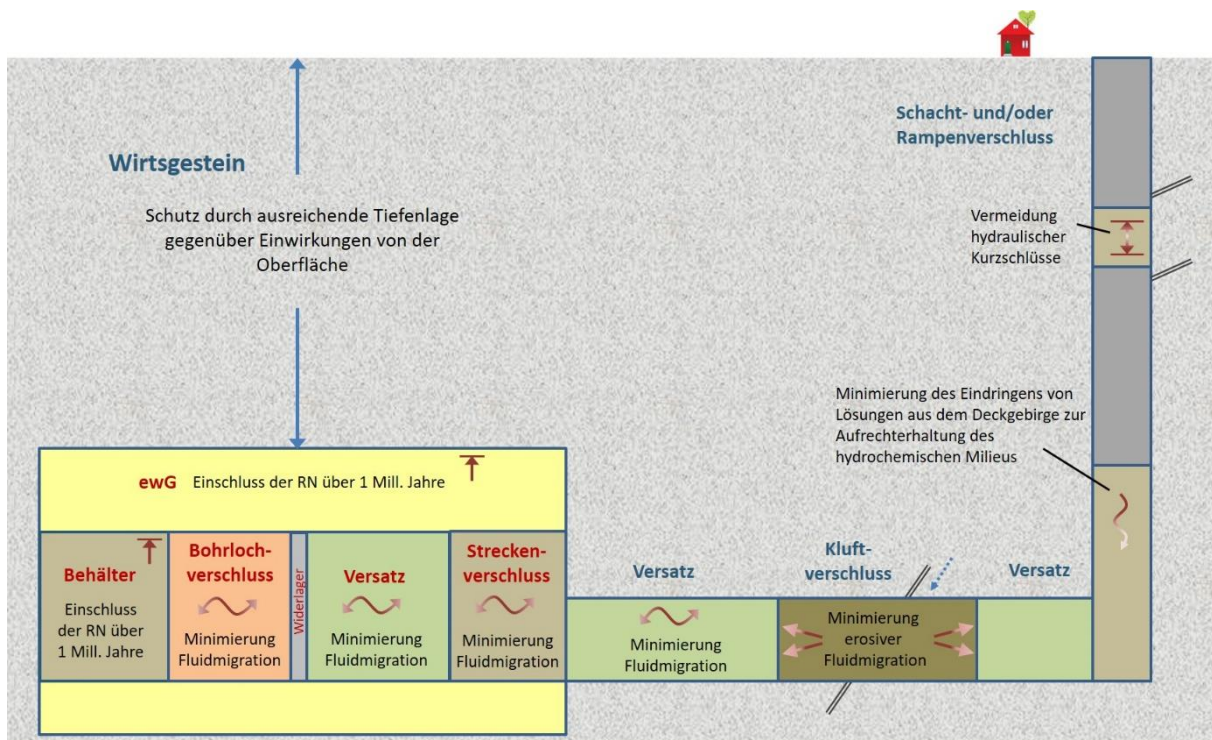 Wirtsgestein
Schutz durch ausreichende Tiefenlage
gegenüber Einwirkungen von der
Oberfläche
Schacht- und/oder
Rampenverschluss
Vermeidung
hydraulischer
Kurzschlüsse
Minimierung des Eindringens von
Lösungen aus dem Deckgebirge zur
Aufrechterhaltung des
hydrochemischen Milieus
ewG Einschluss der RN über 1 Mill. Jahre
Behälter
Einschluss
der RN über
1 Mill. Jahre
Bohrloch-
verschluss
Minimierung
Fluidmigration
Widerlager
Versatz
Minimierung
Fluidmigration
Strecken-
verschluss
Minimierung
Fluidmigration
Versatz
Minimierung
Fluidmigration
Kluft-
verschluss
Minimierung
erosiver
Fluidmigration
Versatz